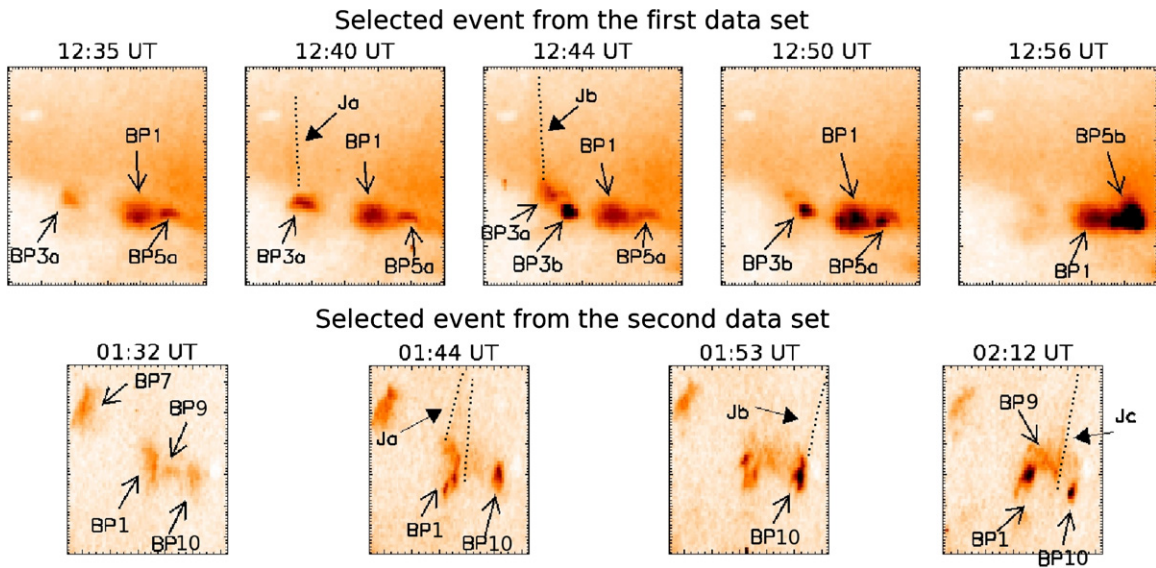 Selected event from the first data set
12:35 UT 12:40 UT 12:44 UT 12:50 UT 12:56 UT
BP1 BP3a BP5a
Ja BP1 BP3a BP5a
Jb BP1 BP3a BP3b BP5a
BP1 BP3b BP5a
BP5b BP1
Selected event from the second data set
01:32 UT 01:44 UT 01:53 UT 02:12 UT
BP7 BP9 BP1 BP10
Ja BP1 BP10
Jb BP10
BP9 Jc BP1 BP10